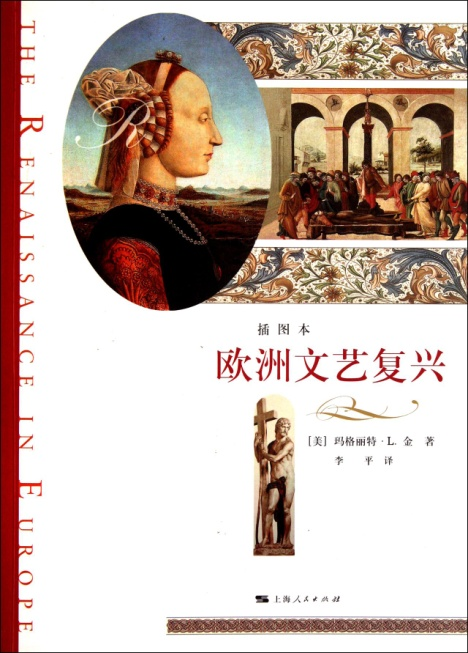 THE RENAISSANCE IN EUROPE
R
插图本
欧洲文艺复兴
R
[美] 玛格丽特·L. 金 著
李 平 译
上海人民出版社